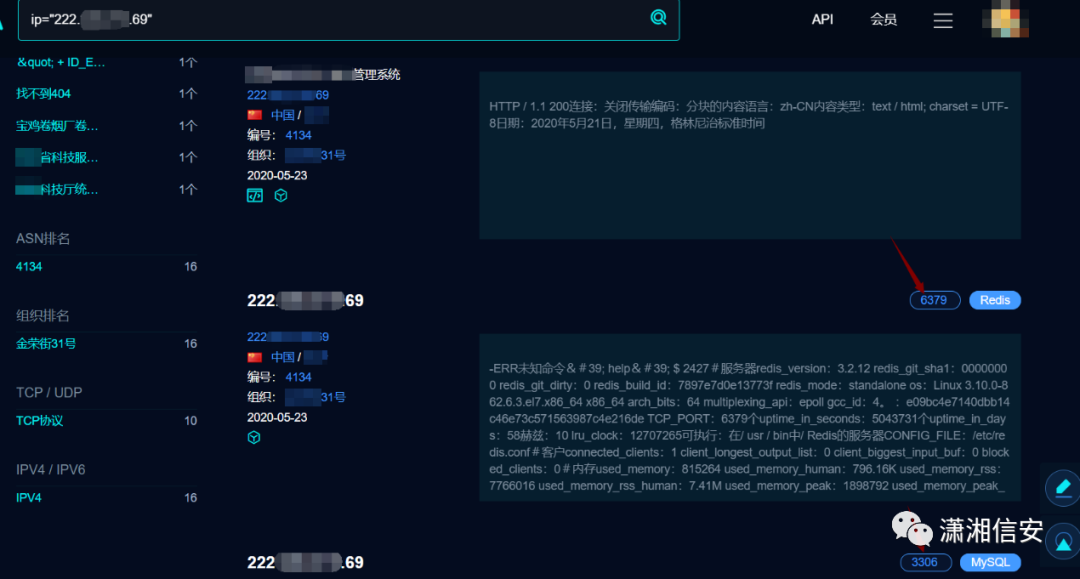 ip="222. .69"
API
会员
&quot; + ID_E…
1个
找不到404
1个
宝鸡卷烟厂卷…
1个
省科技服…
1个
科技厅统…
1个
ASN排名
4134
16
组织排名
金荣街31号
16
TCP / UDP
TCP协议
10
IPV4 / IPV6
IPV4
16
管理系统
222 69
中国 /
编号: 4134
组织: 31号
2020-05-23
HTTP / 1.1 200连接：关闭传输编码：分块的内容语言：zh-CN内容类型：text / html; charset = UTF-
8日期：2020年5月21日，星期四，格林尼治标准时间
222. .69
6379
Redis
222 69
中国 /
编号: 4134
组织: 31号
2020-05-23
-ERR未知命令＆＃39; help＆＃39; $ 2427＃服务器redis_version：3.2.12 redis_git_sha1：0000000
0 redis_git_dirty：0 redis_build_id：7897e7d0e13773f redis_mode：standalone os：Linux 3.10.0-8
62.6.3.el7.x86_64 x86_64 arch_bits：64 multiplexing_api：epoll gcc_id：4。 ：e09bc4e7140dbb14
c46e73c571563987c4e216de TCP_PORT：6379个uptime_in_seconds：5043731个uptime_in_day
s：58赫兹：10 lru_clock：12707265可执行：在/ usr / bin中/ Redis的服务器CONFIG_FILE：/etc/re
dis.conf＃客户connected_clients：1 client_longest_output_list：0 client_biggest_input_buf：0 block
ed_clients：0＃内存used_memory：815264 used_memory_human：796.16K used_memory_rss：
7766016 used_memory_rss_human：7.41M used_memory_peak：1898792 used_memory_peak_
潇湘信安
222 .69
3306
MySQL